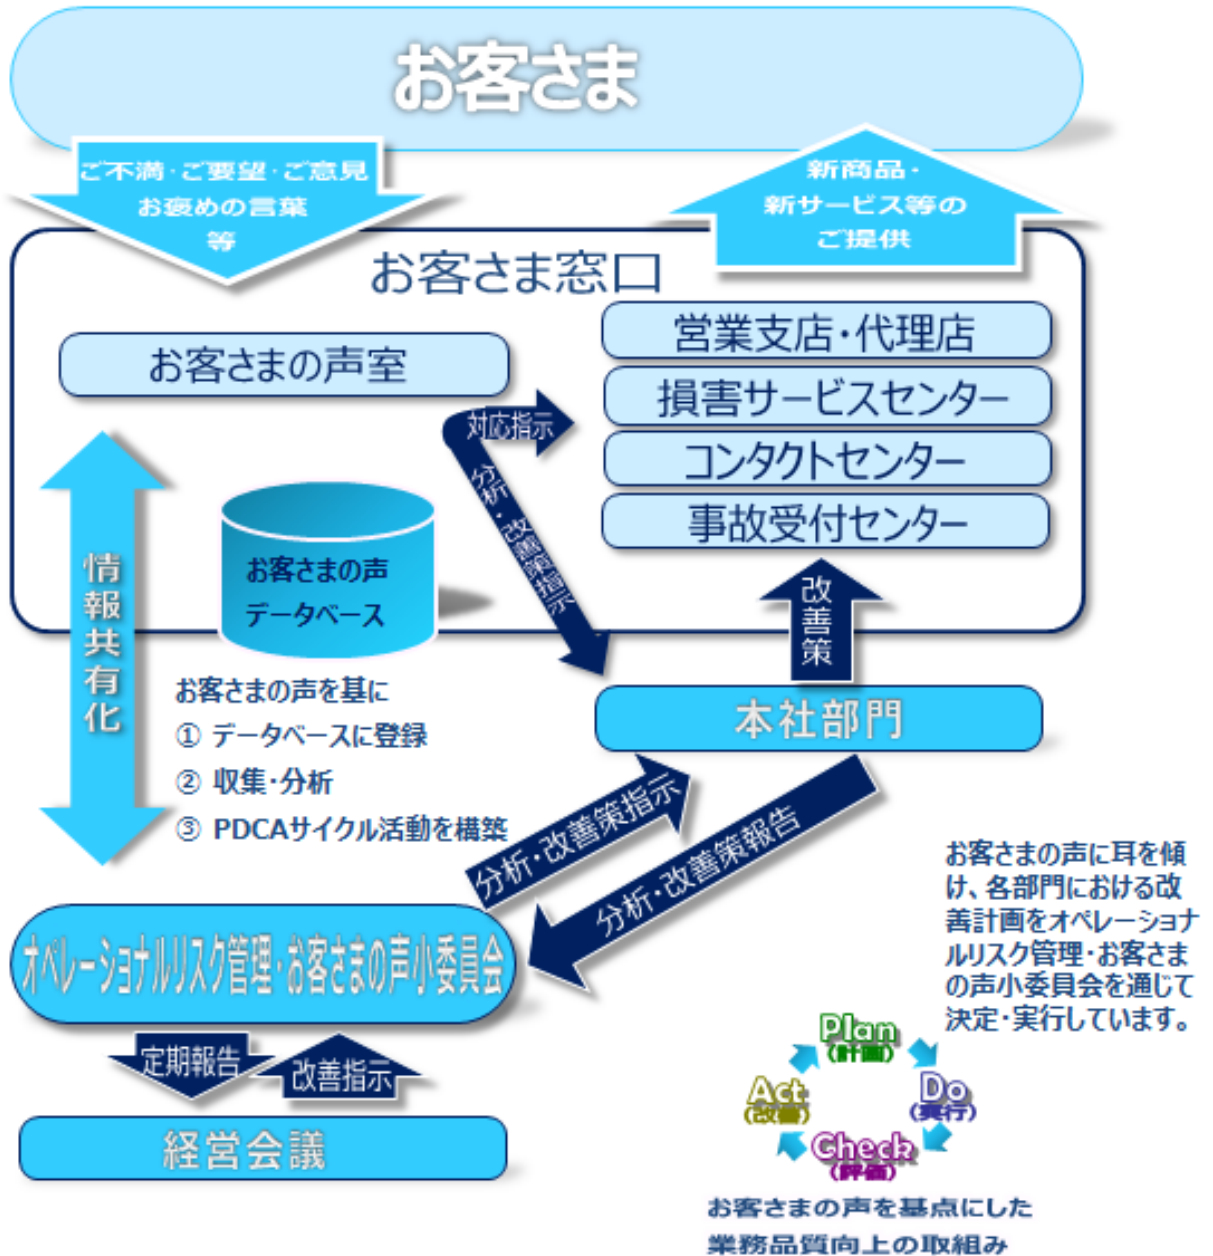 お客さま
ご不満・ご要望・ご意見
お褒めの言葉
等
新商品・
新サービス等の
ご提供
お客さま窓口
お客さまの声室
営業支店・代理店
損害サービスセンター
コンタクトセンター
事故受付センター
対応指示
分析・改善策指示
情報共有化
お客さまの声
データベース
改善策
お客さまの声を基に
① データベースに登録
② 収集・分析
③ PDCAサイクル活動を構築
本社部門
分析・改善策指示
分析・改善策報告
オペレーショナルリスク管理・お客さまの声小委員会
定期報告
改善指示
経営会議
お客さまの声に耳を傾
け、各部門における改
善計画をオペレーショナ
ルリスク管理・お客さま
の声小委員会を通じて
決定・実行しています。
Plan
(計画)
Do
(実行)
Check
(評価)
Act
(改善)
お客さまの声を基点にした
業務品質向上の取組み